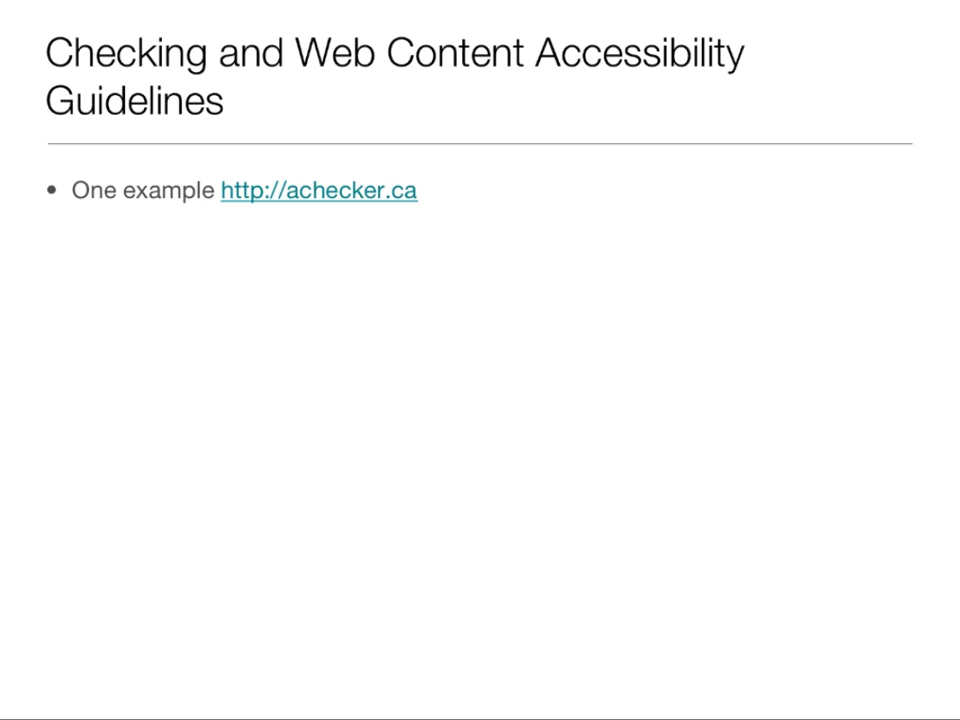 Checking and Web Content Accessibility
Guidelines
• One example http://achecker.ca